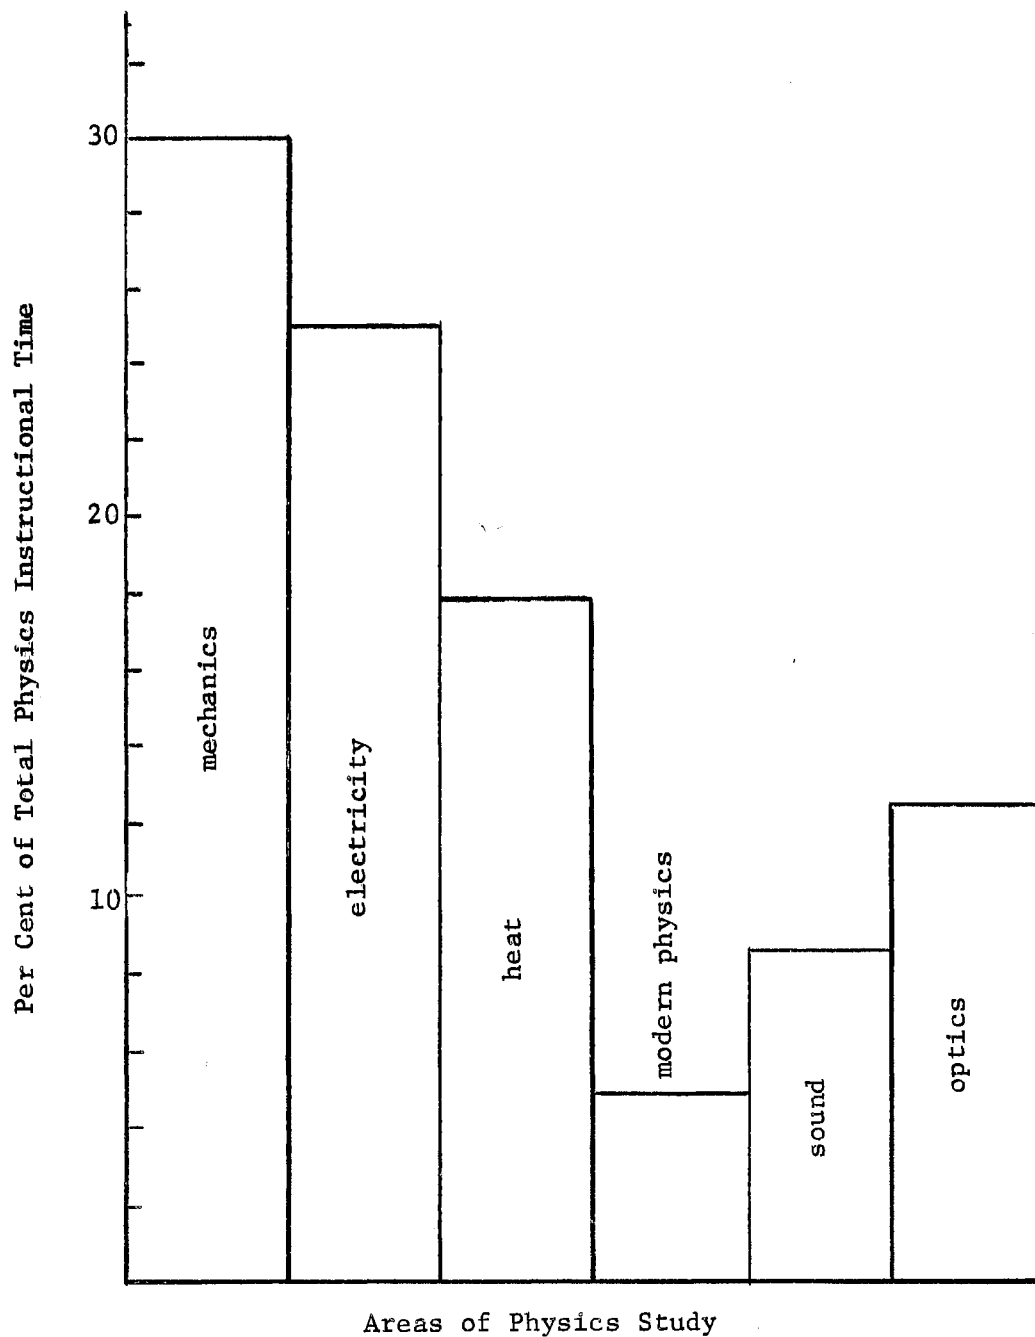 Per Cent of Total Physics Instructional Time
30
20
10
mechanics
electricity
heat
modern physics
sound
optics
Areas of Physics Study